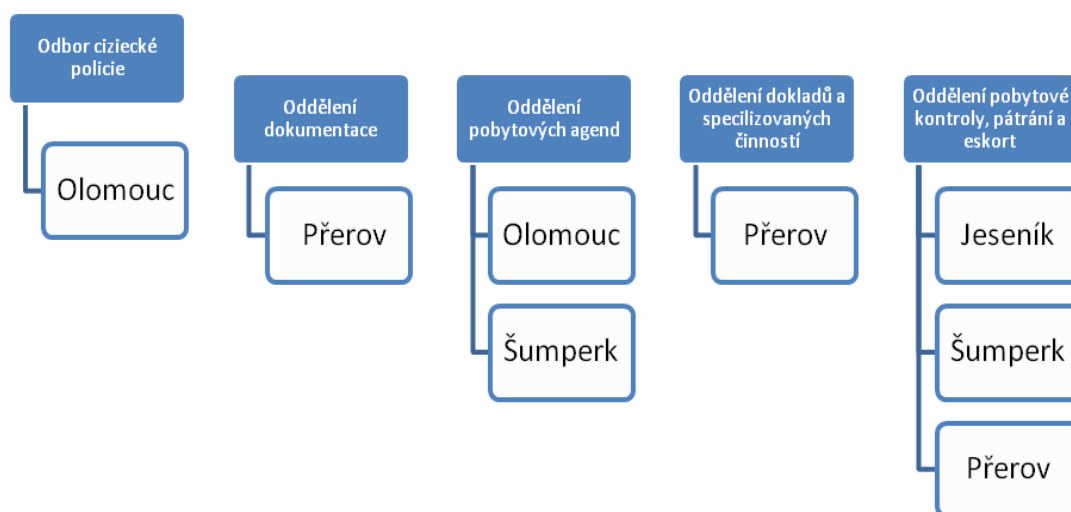 Odbor ciziecké
policie
Olomouc
Oddělení
dokumentace
Přerov
Oddělení
pobytových agend
Olomouc
Šumperk
Oddělení dokladů a
specilizovaných
činností
Přerov
Oddělení pobytové
kontroly, pátrání a
eskort
Jeseník
Šumperk
Přerov